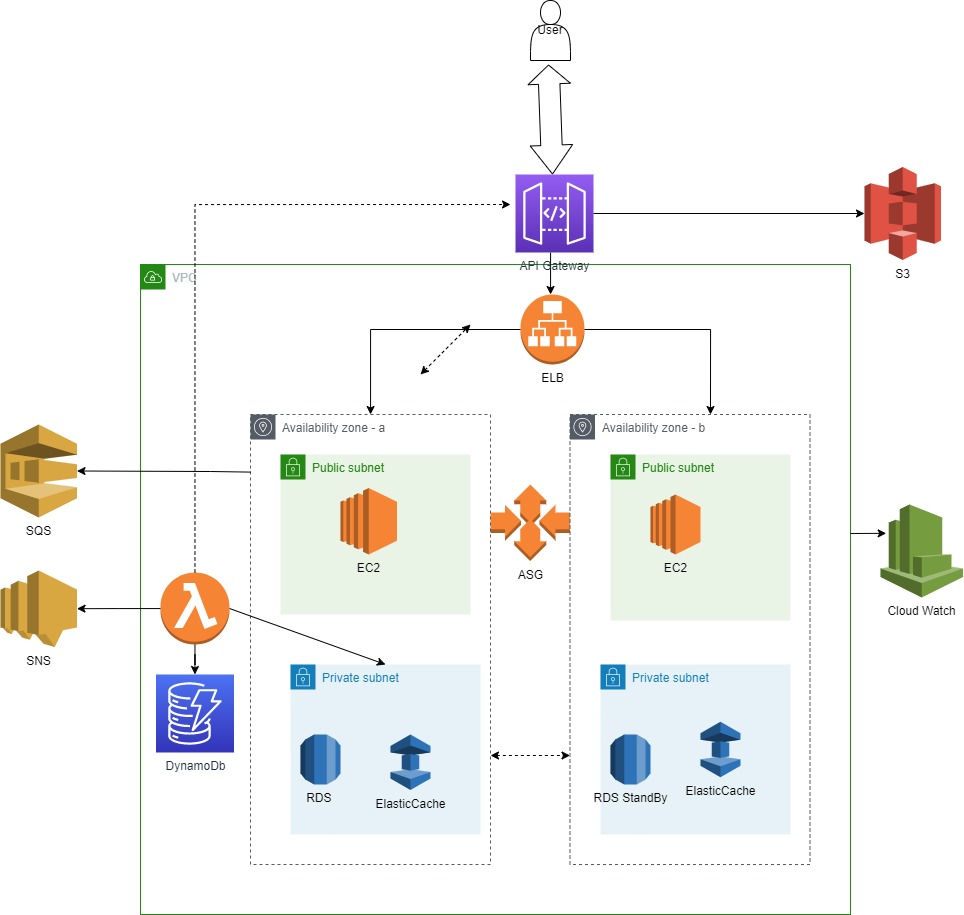 User
</>
API Gateway
S3
VPC
ELB
Availability zone - a
Availability zone - b
Public subnet
Public subnet
SQS
EC2
ASG
EC2
Cloud Watch
SNS
Private subnet
Private subnet
DynamoDb
RDS
ElasticCache
RDS StandBy
ElasticCache